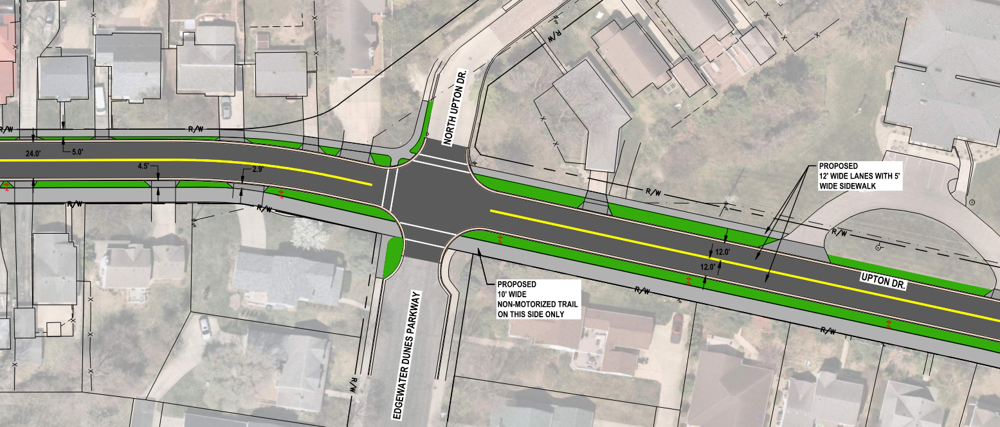 R/W
R/W
R/W
NORTH UPTON DR.
24.0'
5.0'
4.5'
2.9'
R/W
R/W
R/W
PROPOSED
12' WIDE LANES WITH 5'
WIDE SIDEWALK
R/W
12.0'
12.0'
UPTON DR.
PROPOSED
10' WIDE
NON-MOTORIZED TRAIL
ON THIS SIDE ONLY
R/W
R/W
EDGEWATER DUNES PARKWAY
R/W